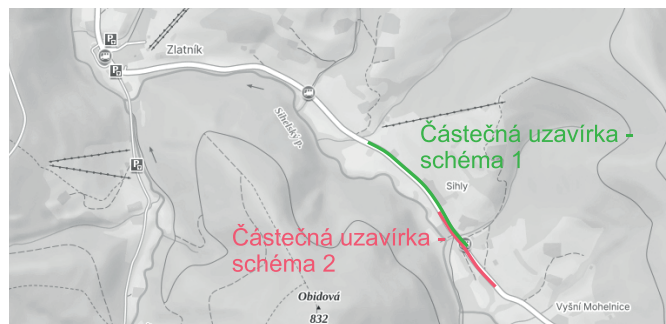 P
Zlatník
P
Sihelský p.
Částečná uzavírka -
schéma 1
P
Sihly
Částečná uzavírka -
schéma 2
Obidová
832
Vyšní Mohelnice